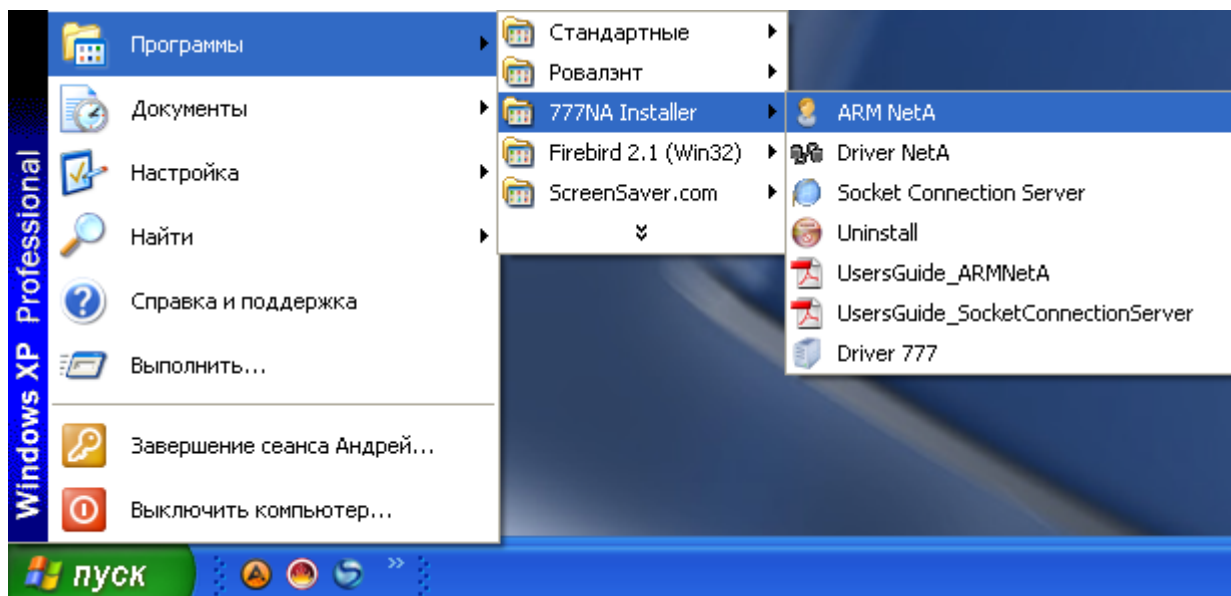 Windows XP Professional
Программы
Документы
Настройка
Найти
Справка и поддержка
Выполнить...
Завершение сеанса Андрей...
Выключить компьютер...
Стандартные
Ровалэнт
777NA Installer
Firebird 2.1 (Win32)
ScreenSaver.com
ARM NetA
Driver NetA
Socket Connection Server
Uninstall
UsersGuide_ARMNetA
UsersGuide_SocketConnectionServer
Driver 777
пуск